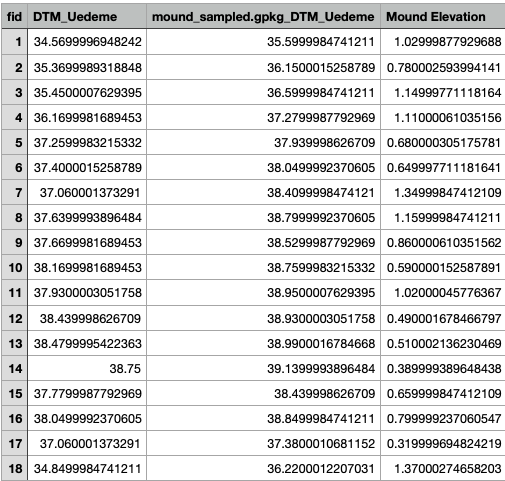 fid DTM_Uedeme mound_sampled.gpkg_DTM_Uedeme Mound Elevation
1 34.5699996948242 35.5999984741211 1.02999877929688
2 35.3699989318848 36.1500015258789 0.780002593994141
3 35.4500007629395 36.5999984741211 1.14999771118164
4 36.1699981689453 37.2799987792969 1.11000061035156
5 37.2599983215332 37.939998626709 0.680000305175781
6 37.4000015258789 38.0499992370605 0.649997711181641
7 37.060001373291 38.4099998474121 1.34999847412109
8 37.6399993896484 38.7999992370605 1.15999984741211
9 37.6699981689453 38.5299987792969 0.860000610351562
10 38.1699981689453 38.7599983215332 0.590000152587891
11 37.9300003051758 38.9500007629395 1.02000045776367
12 38.439998626709 38.9300003051758 0.490001678466797
13 38.4799995422363 38.9900016784668 0.510002136230469
14 38.75 39.1399993896484 0.389999389648438
15 37.7799987792969 38.439998626709 0.659999847412109
16 38.0499992370605 38.8499984741211 0.799999237060547
17 37.060001373291 37.3800010681152 0.319999694824219
18 34.8499984741211 36.2200012207031 1.37000274658203